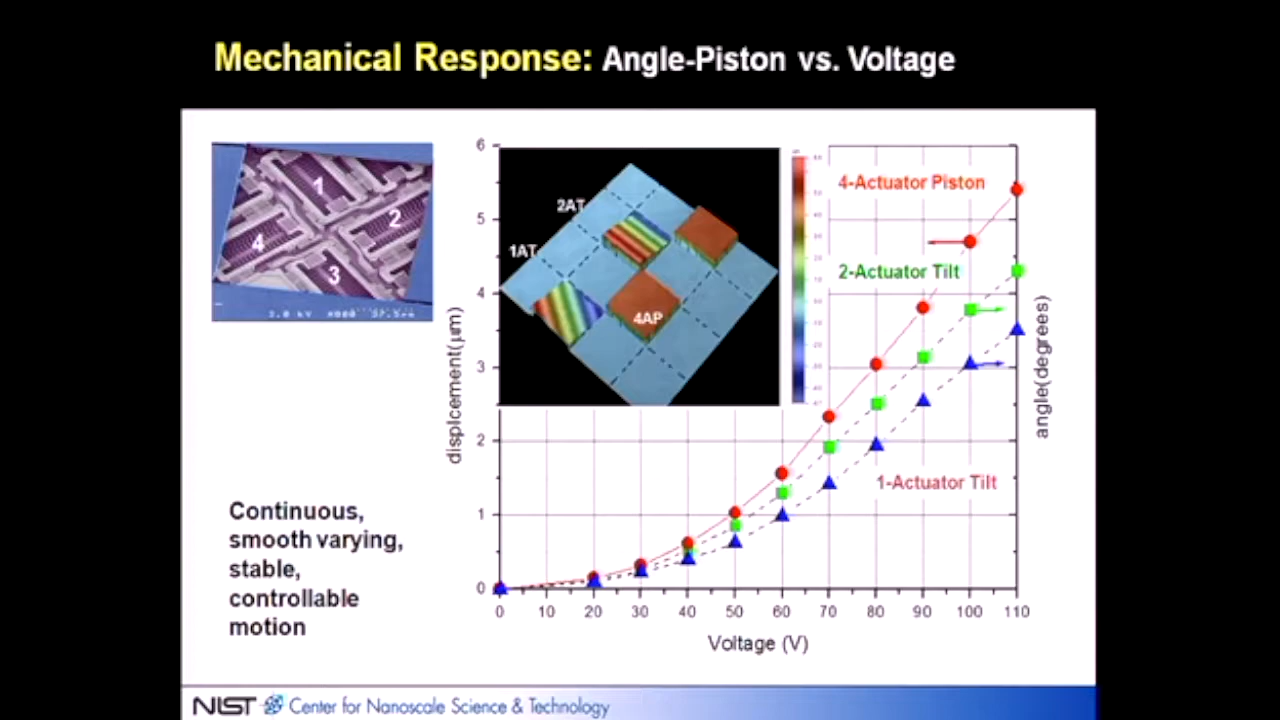 Mechanical Response: Angle-Piston vs. Voltage
1
2
3
4
6
5
4
3
2
1
0
displcement(μm)
2AT
1AT
4AP
4-Actuator Piston
2-Actuator Tilt
1-Actuator Tilt
angle(degrees)
0 10 20 30 40 50 60 70 80 90 100 110
Voltage (V)
Continuous,
smooth varying,
stable,
controllable
motion
NIST Center for Nanoscale Science & Technology